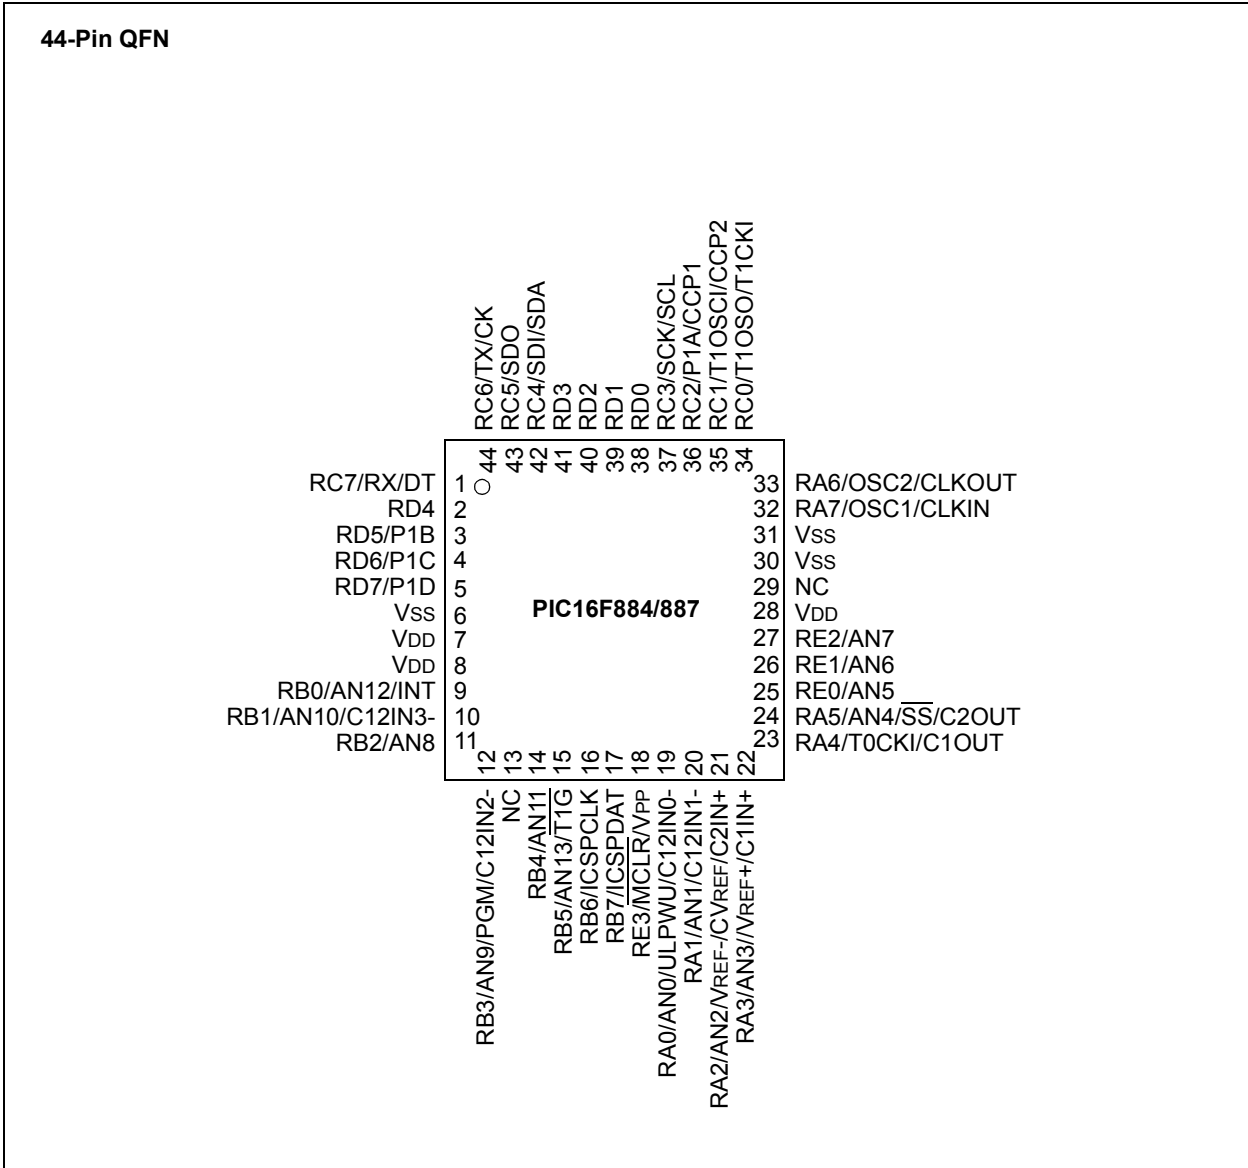 44-Pin QFN
RC6/TX/CK
RC5/SDO
RC4/SDI/SDA
RD3
RD2
RD1
RD0
RC3/SCK/SCL
RC2/P1A/CCP1
RC1/T1OSCI/CCP2
RC0/T1OSO/T1CKI
44
43
42
41
40
39
38
37
36
35
34
RC7/RX/DT 1
RD4 2
RD5/P1B 3
RD6/P1C 4
RD7/P1D 5
VSS 6
VDD 7
VDD 8
RB0/AN12/INT 9
RB1/AN10/C12IN3- 10
RB2/AN8 11
PIC16F884/887
33 RA6/OSC2/CLKOUT
32 RA7/OSC1/CLKIN
31 VSS
30 VSS
29 NC
28 VDD
27 RE2/AN7
26 RE1/AN6
25 RE0/AN5
24 RA5/AN4/SS/C2OUT
23 RA4/T0CKI/C1OUT
12
13
14
15
16
17
18
19
20
21
22
RB3/AN9/PGM/C12IN2-
NC
RB4/AN11
RB5/AN13/T1G
RB6/ICSPCLK
RB7/ICSPDAT
RE3/MCLR/VPP
RA0/AN0/ULPWU/C12IN0-
RA1/AN1/C12IN1-
RA2/AN2/VREF-/CVREF/C2IN+
RA3/AN3//VREF+/C1IN+